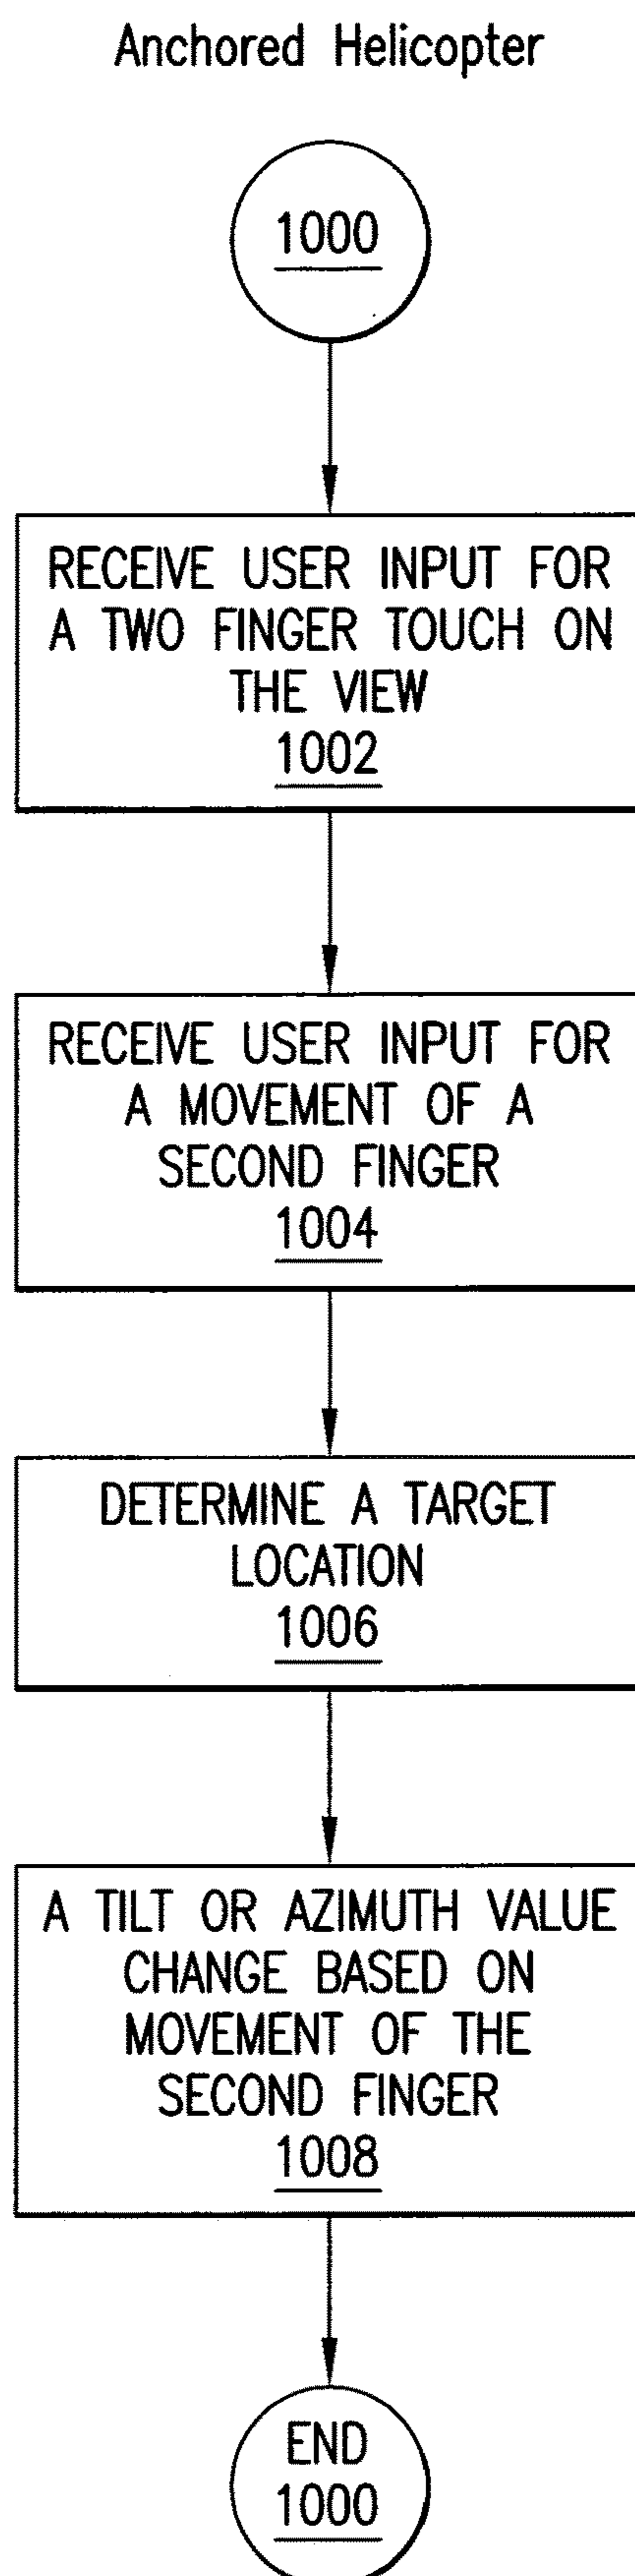 Anchored Helicopter
1000
RECEIVE USER INPUT FOR
A TWO FINGER TOUCH ON
THE VIEW
1002
RECEIVE USER INPUT FOR
A MOVEMENT OF A
SECOND FINGER
1004
DETERMINE A TARGET
LOCATION
1006
A TILT OR AZIMUTH VALUE
CHANGE BASED ON
MOVEMENT OF THE
SECOND FINGER
1008
END
1000